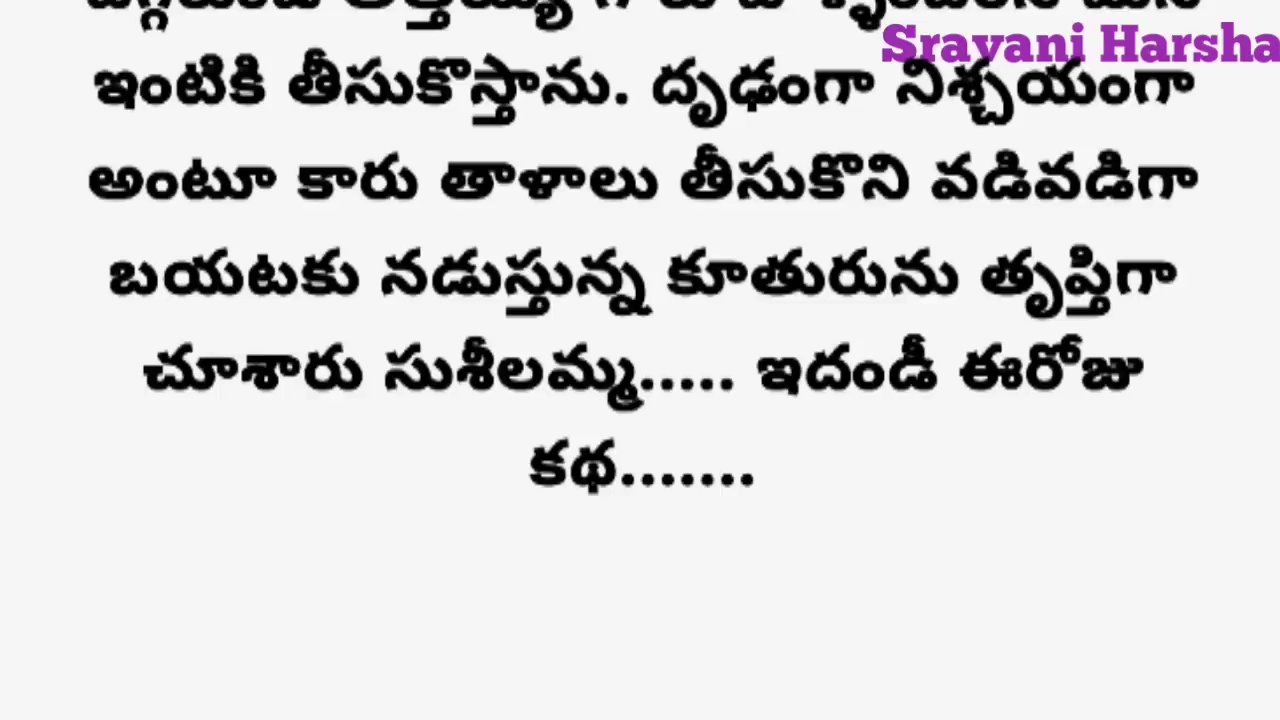 Sravani Harsha
ఇంటికి తీసుకొస్తాను. దృఢంగా నిశ్చయంగా
అంటూ కారు తాళాలు తీసుకొని వడివడిగా
బయటకు నడుస్తున్న కూతురును తృప్తిగా
చూశారు సుశీలమ్మ..... ఇదండీ ఈరోజు
కథ.......